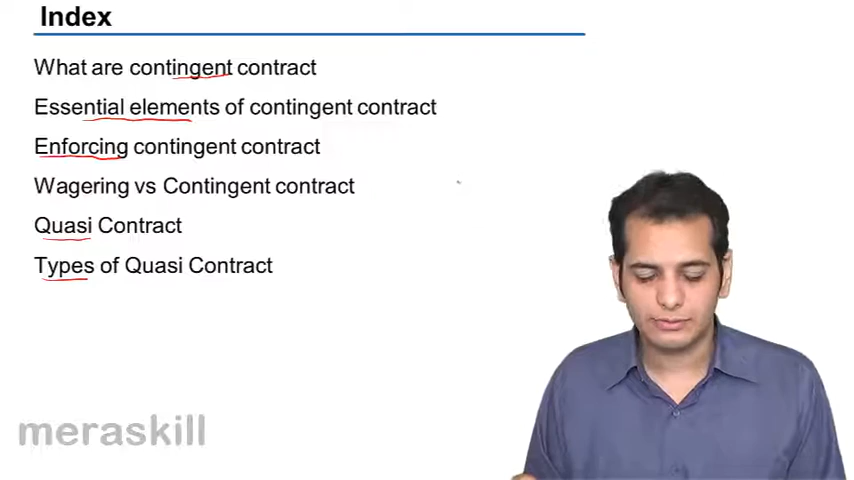 Index
What are contingent contract
Essential elements of contingent contract
Enforcing contingent contract
Wagering vs Contingent contract
Quasi Contract
Types of Quasi Contract
meraskill